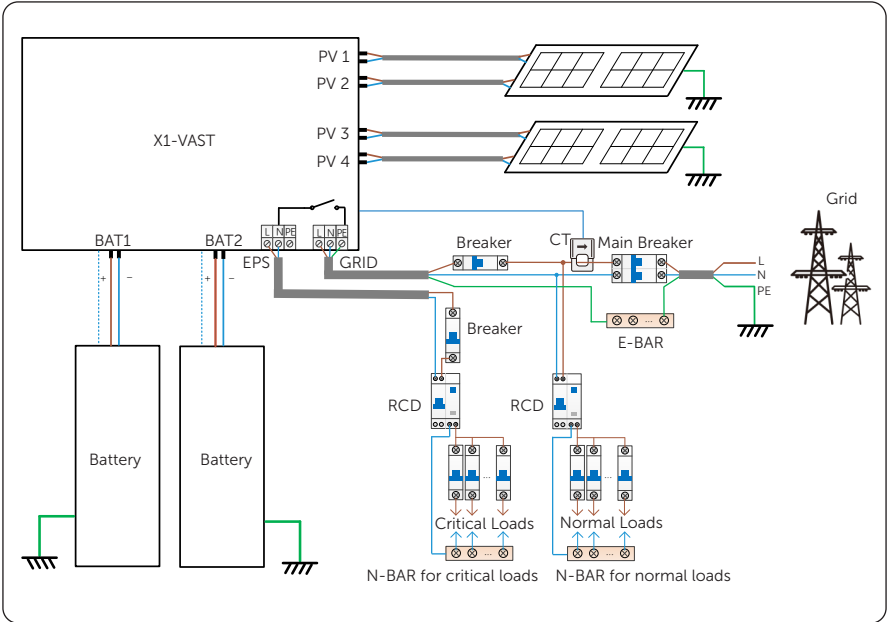 PV 1
PV 2
X1-VAST
PV 3
PV 4
Grid
BAT1
BAT2
L N PE
L N PE
EPS
GRID
Breaker
CT
Main Breaker
L
N
PE
+
−
+
−
...
E-BAR
Breaker
RCD
RCD
Battery
Battery
...
...
Critical Loads
Normal Loads
...
...
N-BAR for critical loads
N-BAR for normal loads